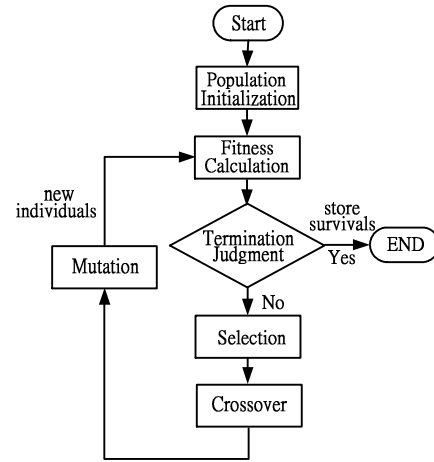 Start
Population
Initialization
Fitness
Calculation
new
individuals
store
survivals
Termination
Judgment
Yes
END
Mutation
No
Selection
Crossover